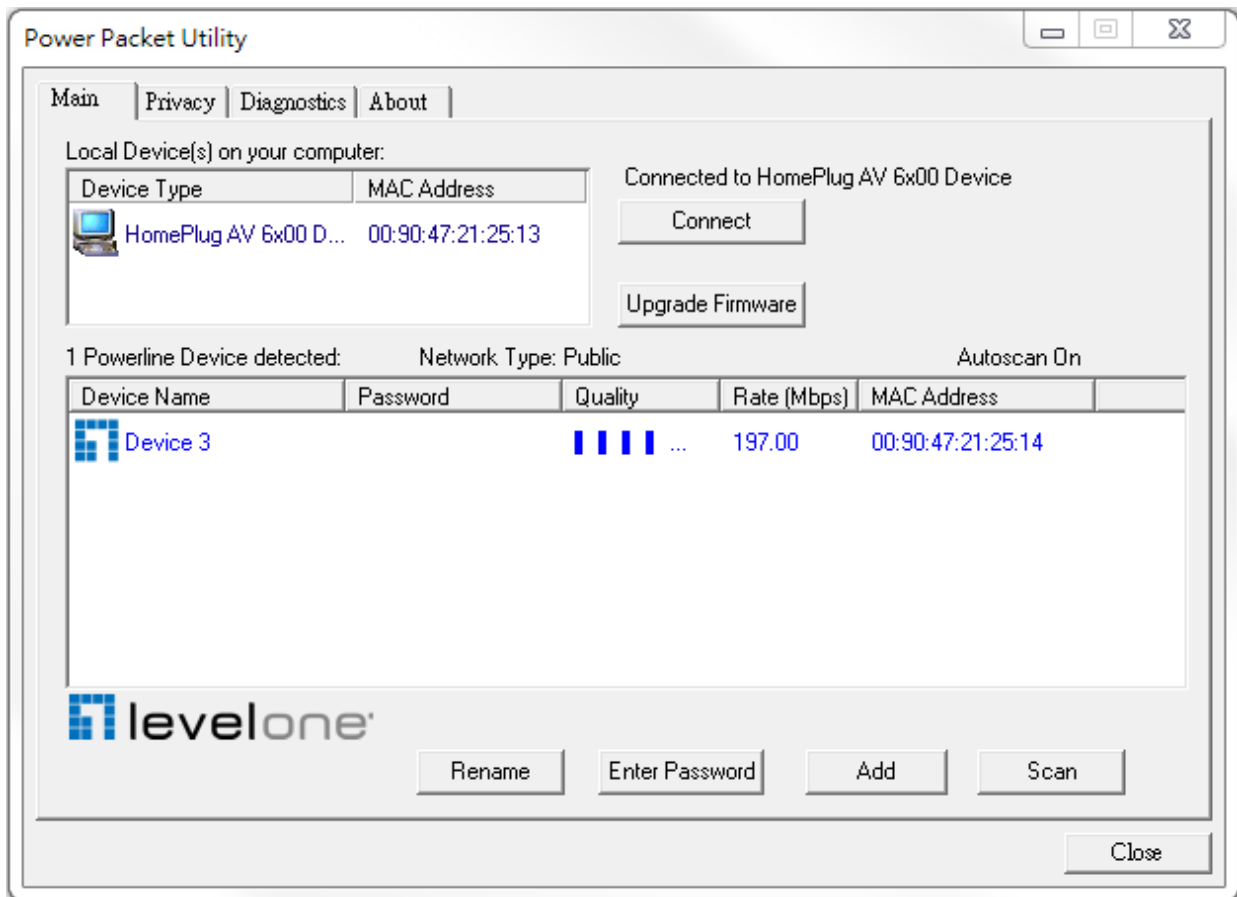 Power Packet Utility
Main Privacy Diagnostics About
Local Device(s) on your computer:
Device Type MAC Address
HomePlug AV 6x00 D... 00:90:47:21:25:13
Connected to HomePlug AV 6x00 Device
Connect
Upgrade Firmware
1 Powerline Device detected: Network Type: Public Autoscan On
Device Name Password Quality Rate (Mbps) MAC Address
Device 3 ... 197.00 00:90:47:21:25:14
levelone
Rename Enter Password Add Scan
Close